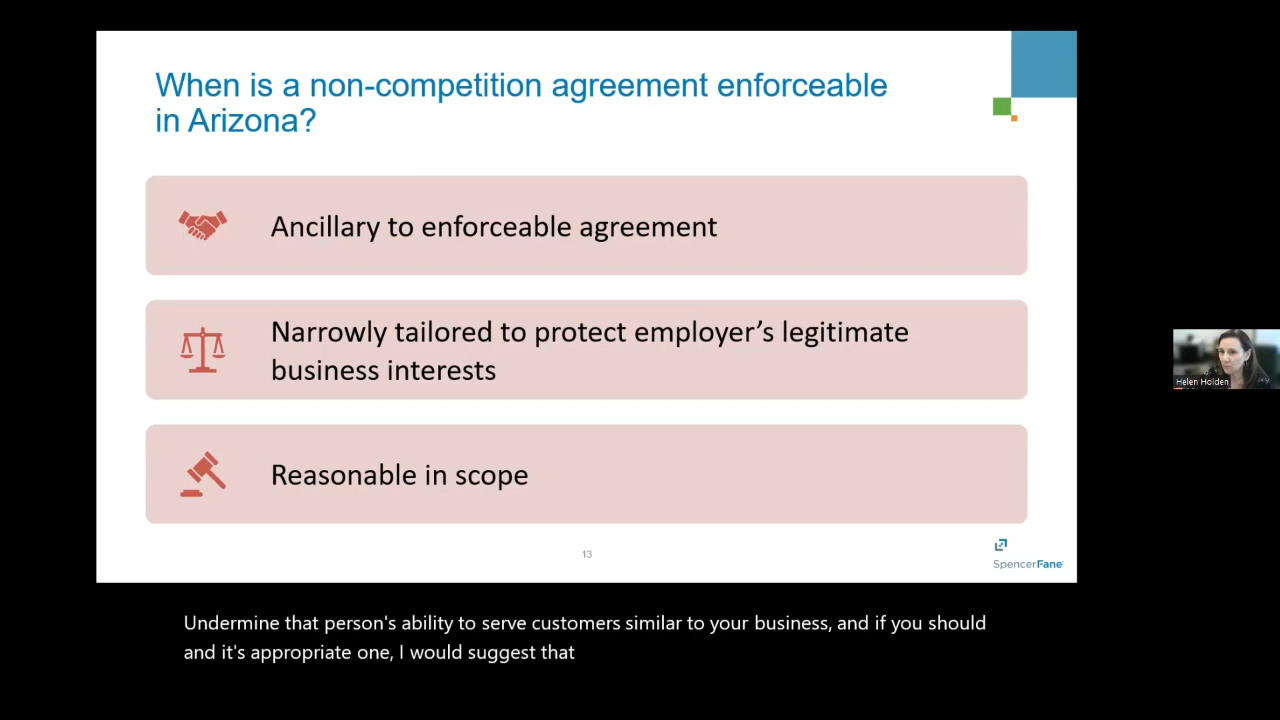 When is a non-competition agreement enforceable
in Arizona?
Ancillary to enforceable agreement
Narrowly tailored to protect employer’s legitimate
business interests
Reasonable in scope
13
SpencerFane
Helen Holden
Undermine that person's ability to serve customers similar to your business, and if you should
and it's appropriate one, I would suggest that